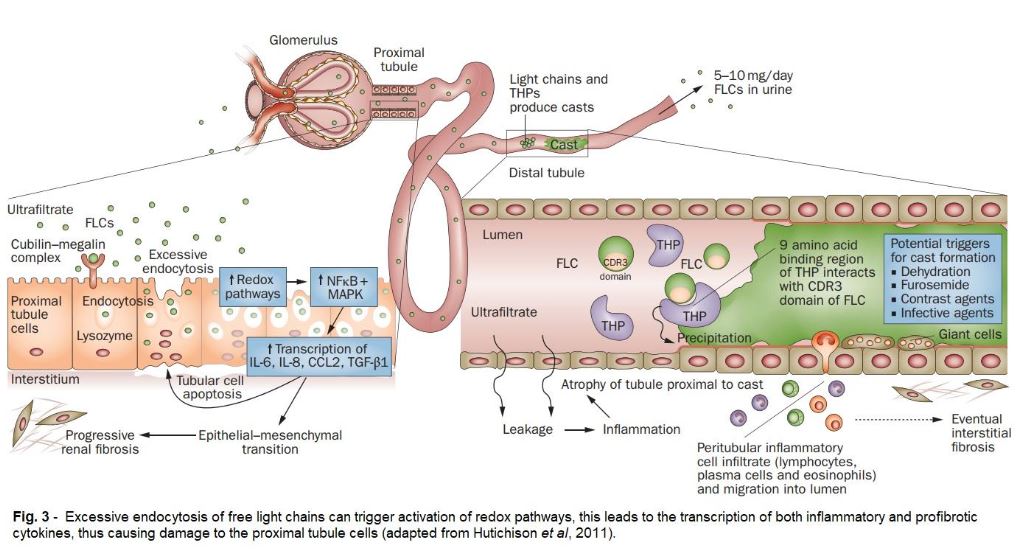 Glomerulus
Proximal
tubule
Light chains and
THPs
produce casts
5–10 mg/day
FLCs in urine
Cast
Distal tubule
Ultrafiltrate
FLCs
Cubilin–megalin
complex
Excessive
endocytosis
↑ Redox
pathways
↑ NFκB +
MAPK
Proximal
tubule
cells
Endocytosis
Lysozyme
↑ Transcription of
IL-6, IL-8, CCL2, TGF-β1
Interstitium
Tubular cell
apoptosis
Progressive
renal fibrosis
Epithelial–mesenchymal
transition
Lumen
FLC
CDR3
domain
THP
FLC
THP
THP
Ultrafiltrate
Precipitation
9 amino acid
binding region
of THP interacts
with CDR3
domain of FLC
Potential triggers
for cast formation
▪ Dehydration
▪ Furosemide
▪ Contrast agents
▪ Infective agents
Giant cells
Atrophy of tubule proximal to cast
Leakage
Inflammation
Peritubular inflammatory
cell infiltrate (lymphocytes,
plasma cells and eosinophils)
and migration into lumen
Eventual
interstitial
fibrosis
Fig. 3 - Excessive endocytosis of free light chains can trigger activation of redox pathways, this leads to the transcription of both inflammatory and profibrotic
cytokines, thus causing damage to the proximal tubule cells (adapted from Hutichison et al, 2011).